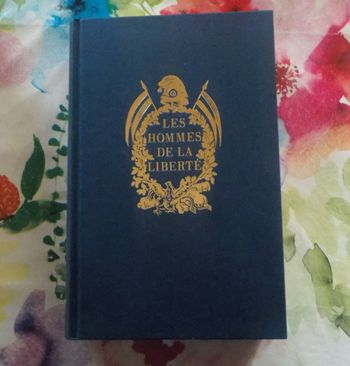 LES
HOMMES
DE LA
LIBERTÉ